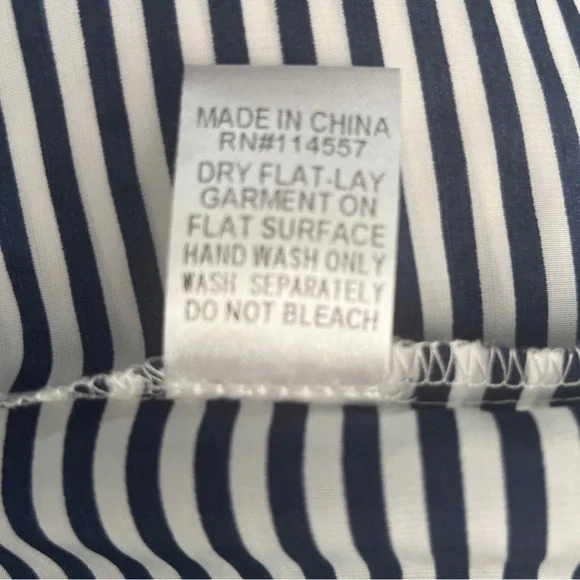 MADE IN CHINA
RN#114557
DRY FLAT-LAY
GARMENT ON
FLAT SURFACE
HAND WASH ONLY
WASH SEPARATELY
DO NOT BLEACH